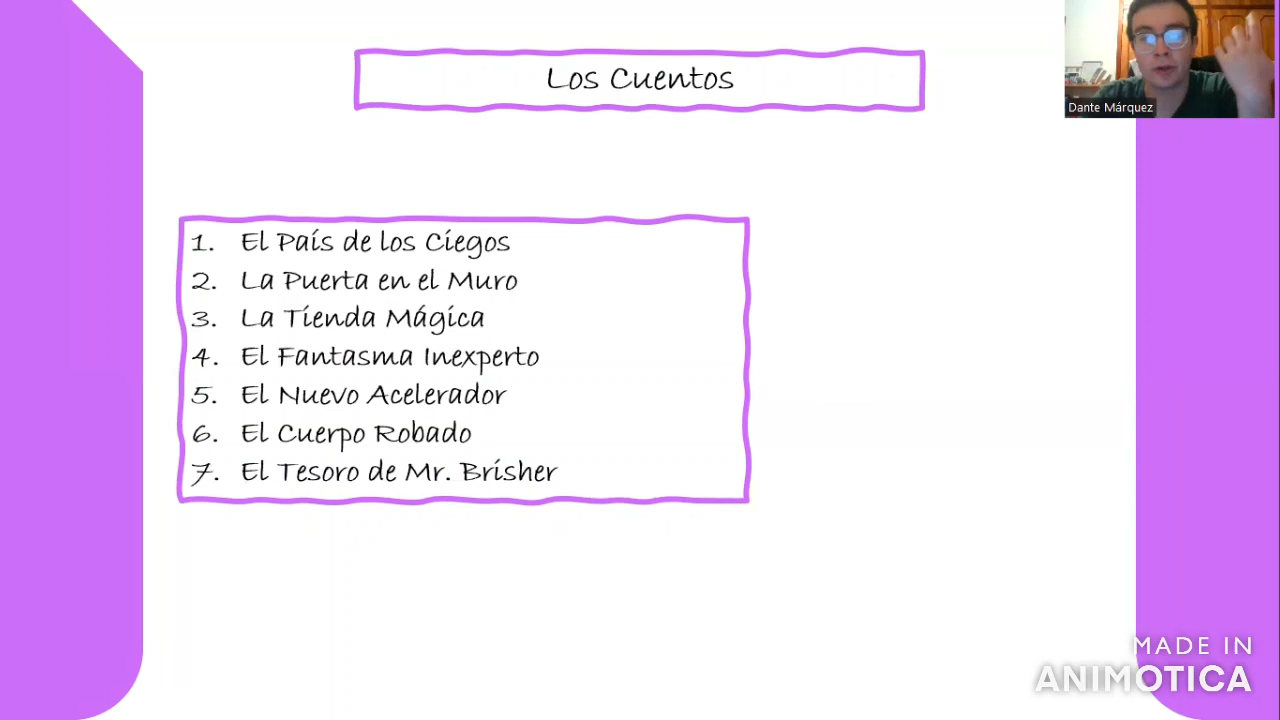 Los Cuentos
Dante Márquez
1. El País de los Ciegos
2. La Puerta en el Muro
3. La Tienda Mágica
4. El Fantasma Inexperto
5. El Nuevo Acelerador
6. El Cuerpo Robado
7. El Tesoro de Mr. Brisher
MADE IN
ANIMOTICA